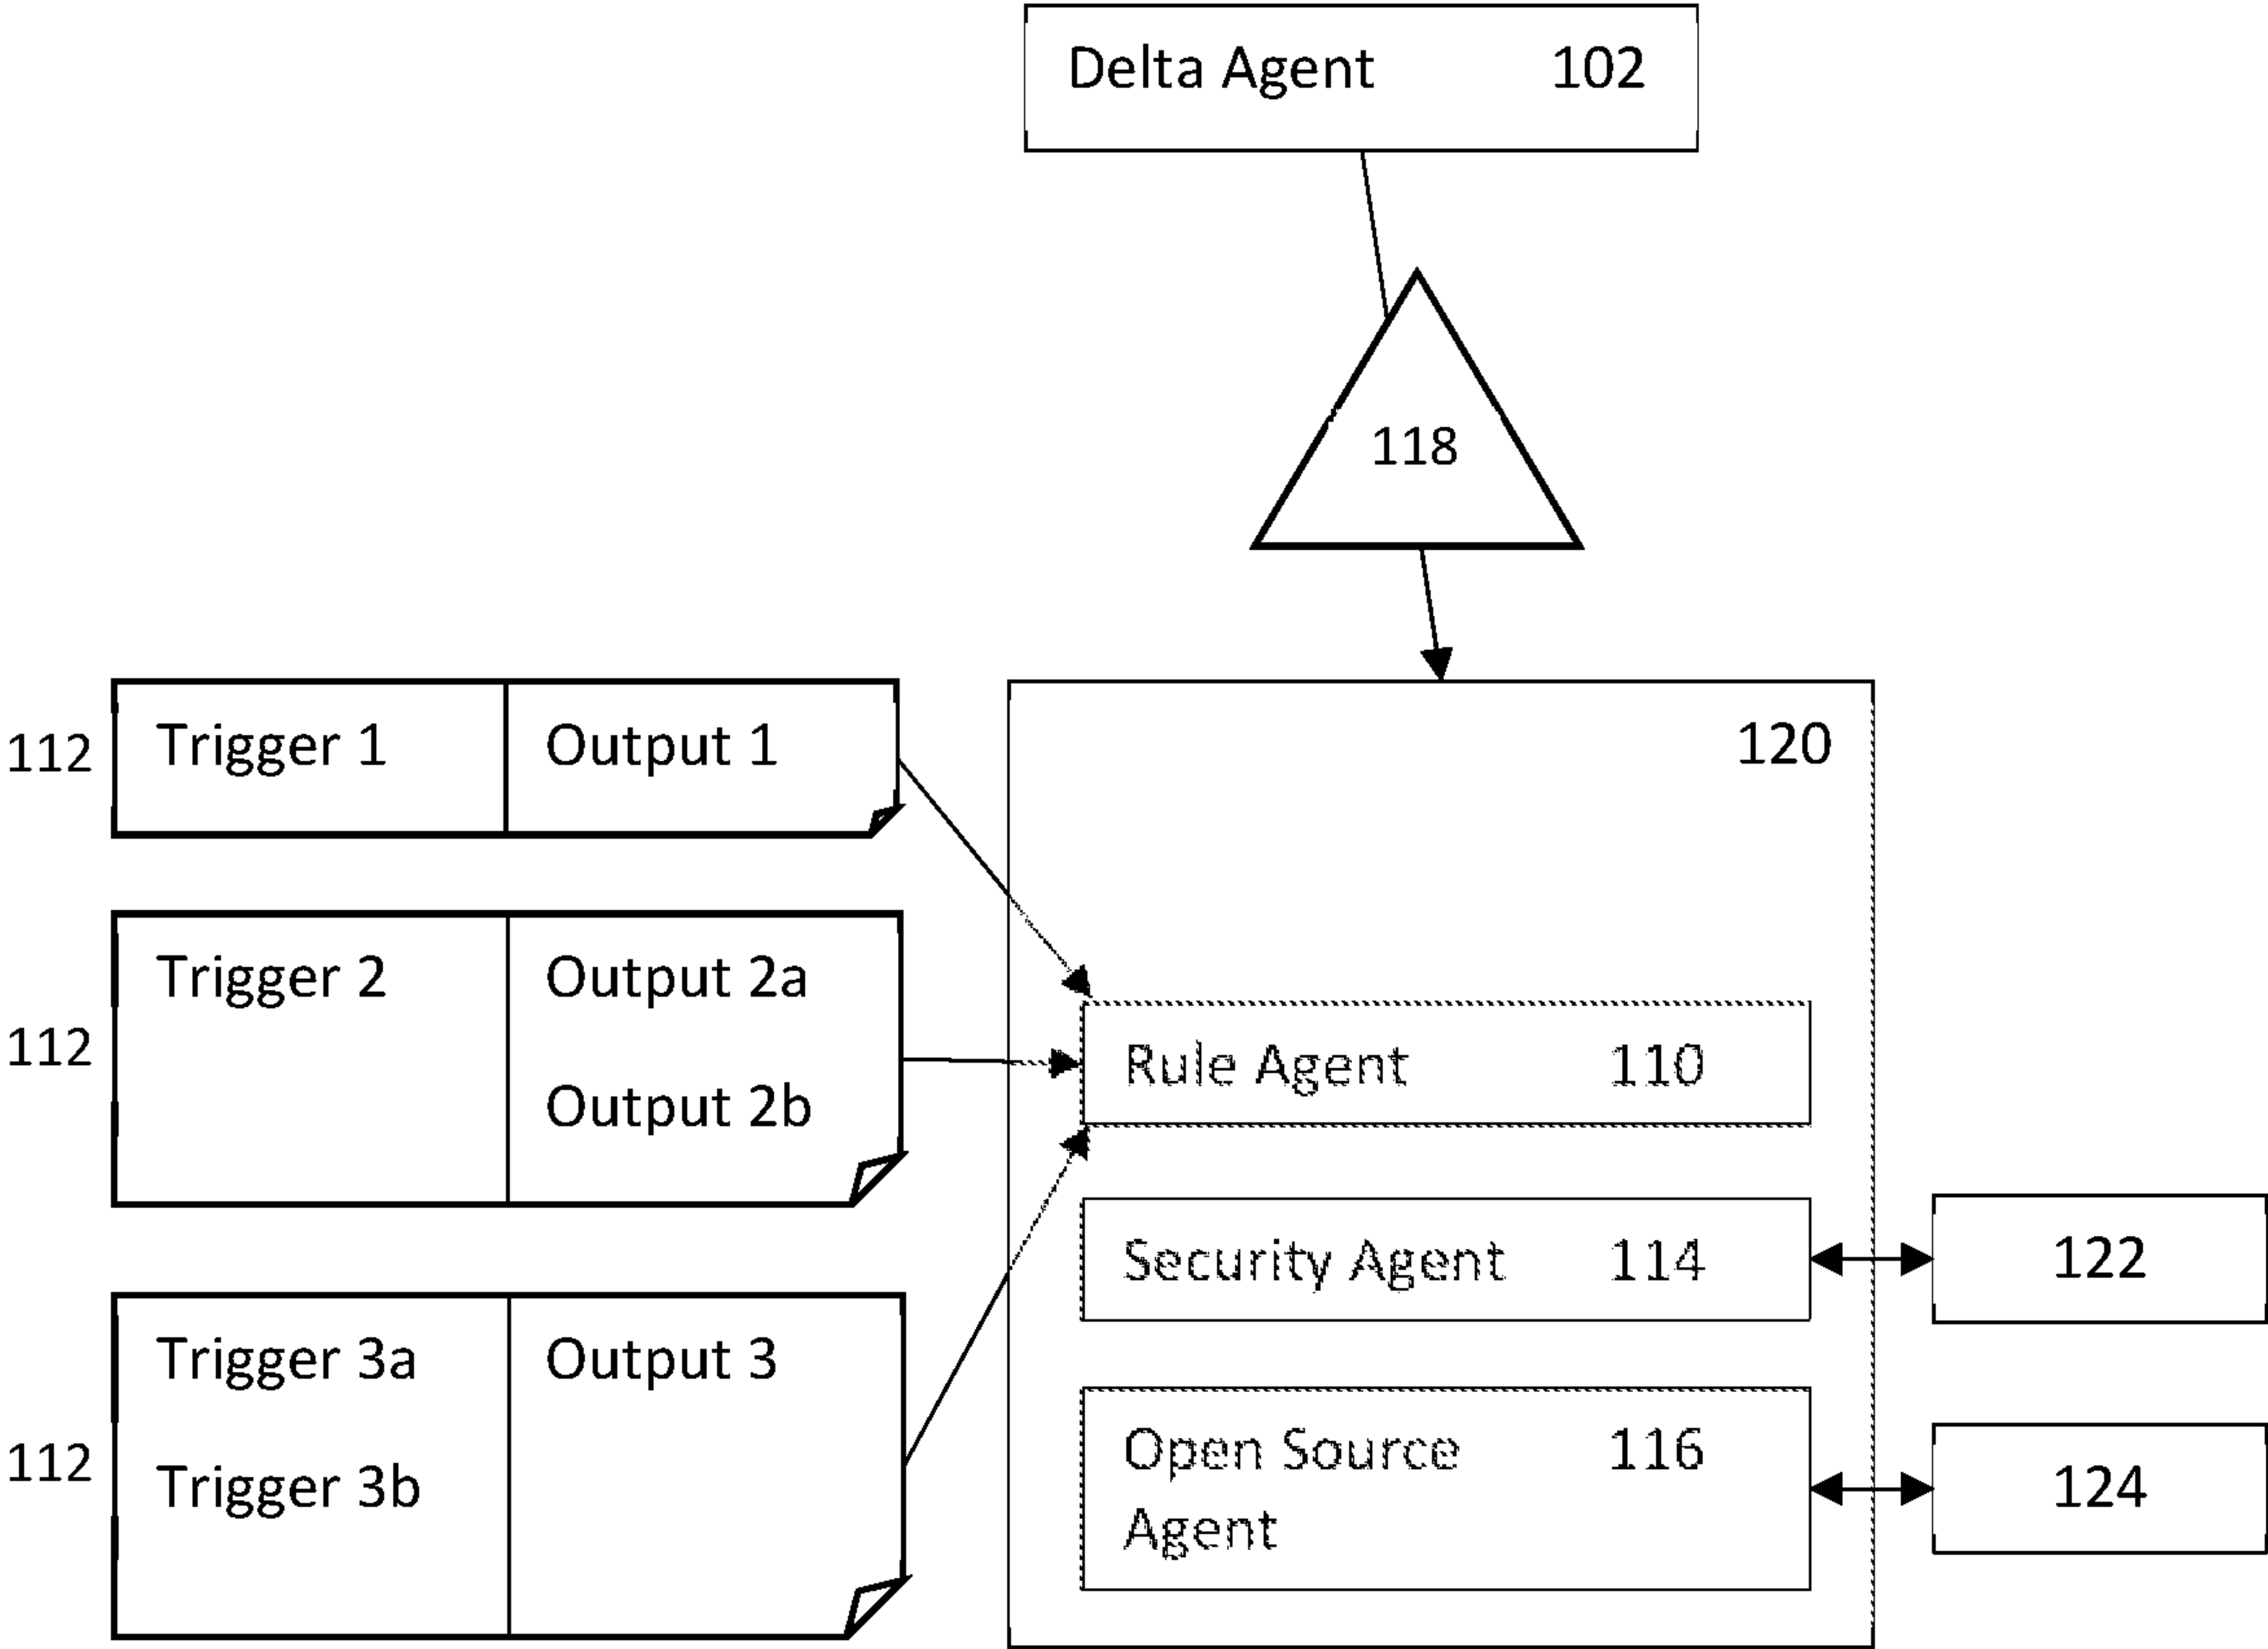 Delta Agent 102
118
112 Trigger 1 Output 1
120
Trigger 2 Output 2a
112
Output 2b
Rule Agent 110
Security Agent 114
122
Trigger 3a Output 3
112 Trigger 3b
Open Source 116
Agent
124